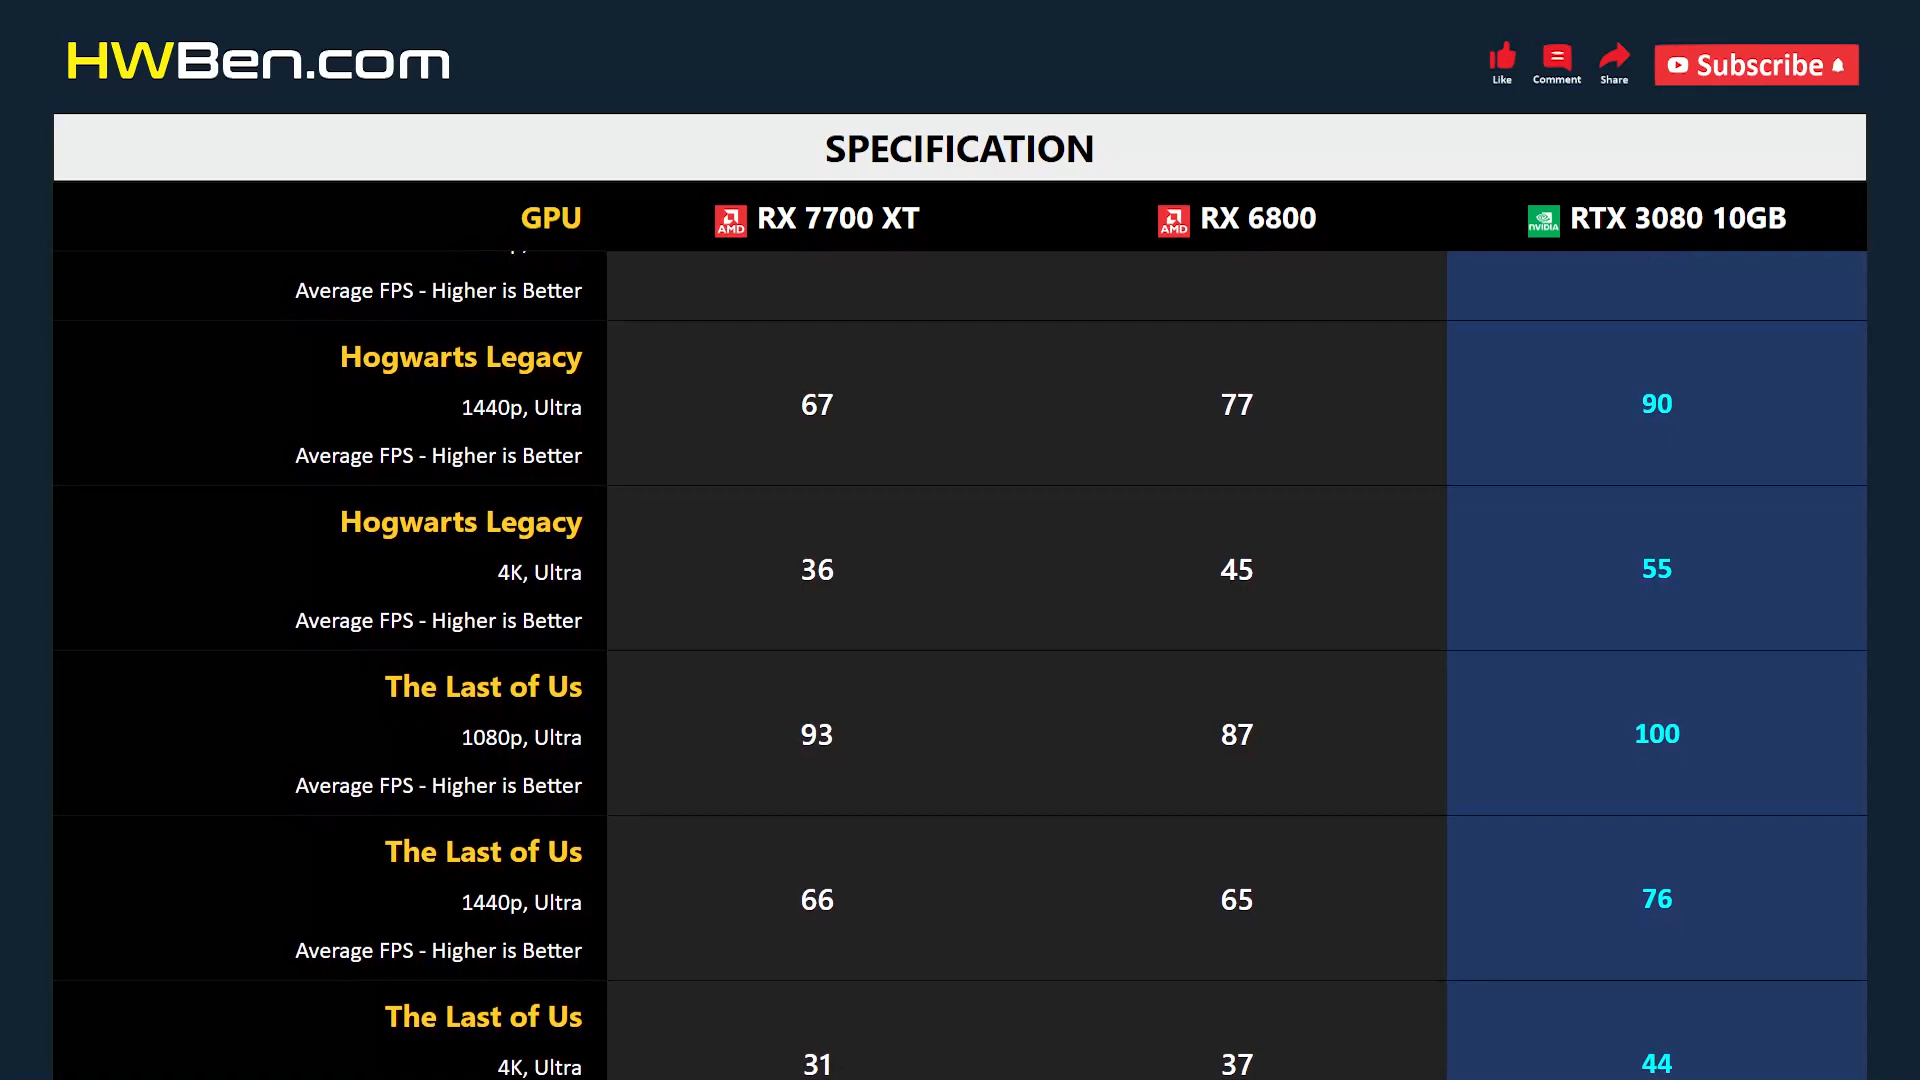 HWBen.com
Like
Comment
Share
Subscribe
SPECIFICATION
GPU
AMD RX 7700 XT
AMD RX 6800
NVIDIA RTX 3080 10GB
Average FPS - Higher is Better
Hogwarts Legacy
1440p, Ultra
Average FPS - Higher is Better
67
77
90
Hogwarts Legacy
4K, Ultra
Average FPS - Higher is Better
36
45
55
The Last of Us
1080p, Ultra
Average FPS - Higher is Better
93
87
100
The Last of Us
1440p, Ultra
Average FPS - Higher is Better
66
65
76
The Last of Us
4K, Ultra
31
37
44